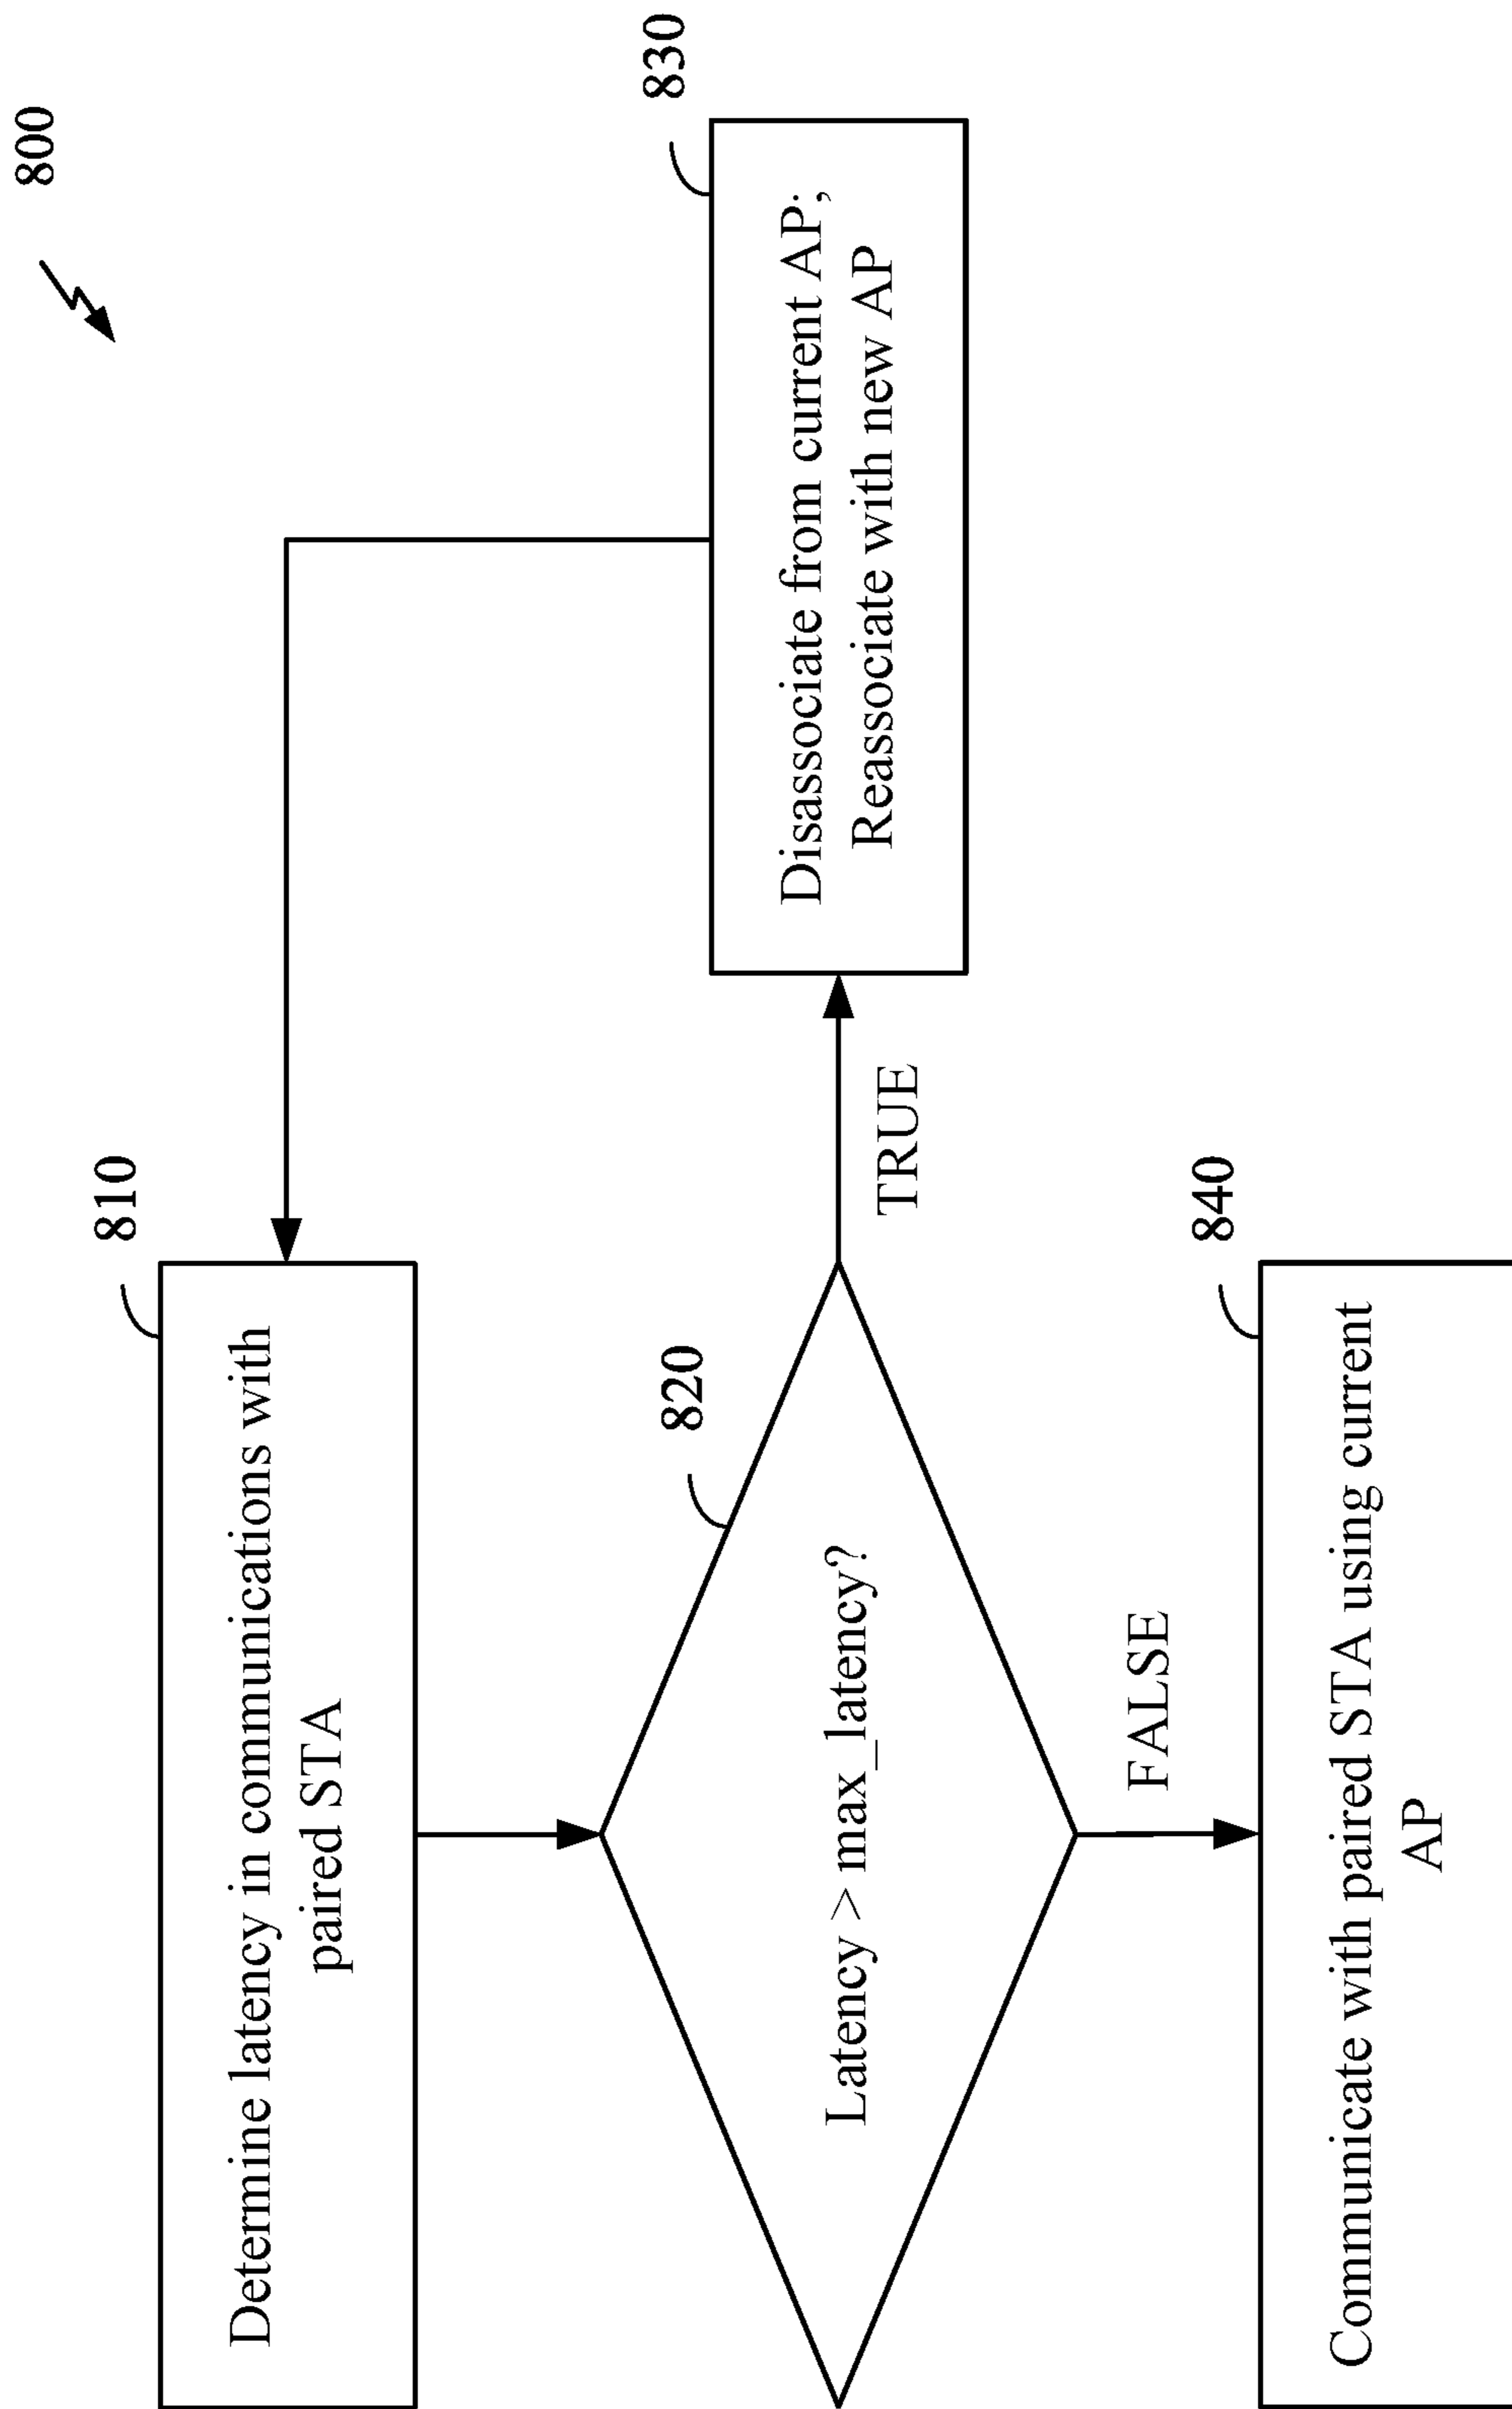 800
810
Determine latency in communications with
paired STA
820
Latency > max_latency?
TRUE
830
Disassociate from current AP;
Reassociate with new AP
FALSE
840
Communicate with paired STA using current
AP